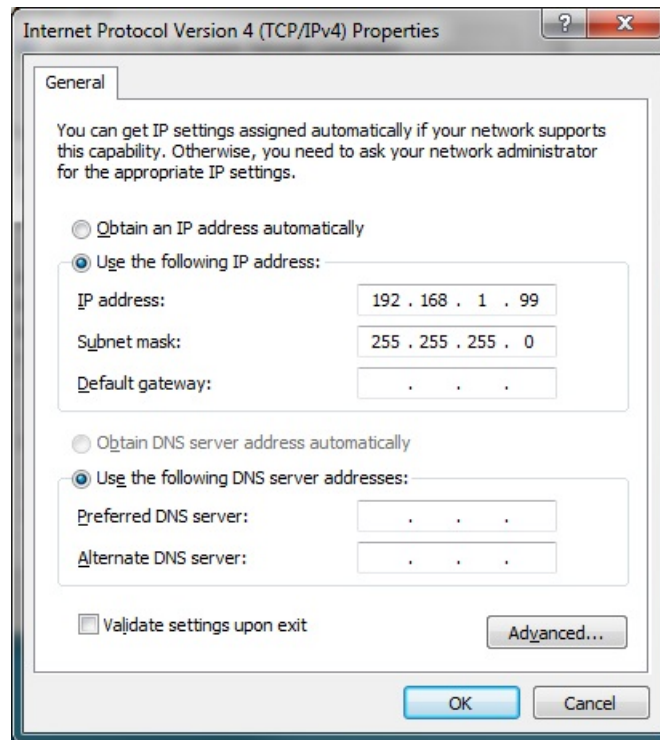 Internet Protocol Version 4 (TCP/IPv4) Properties
?
X
General
You can get IP settings assigned automatically if your network supports
this capability. Otherwise, you need to ask your network administrator
for the appropriate IP settings.
Obtain an IP address automatically
Use the following IP address:
IP address: 192 . 168 . 1 . 99
Subnet mask: 255 . 255 . 255 . 0
Default gateway: . . .
Obtain DNS server address automatically
Use the following DNS server addresses:
Preferred DNS server: . . .
Alternate DNS server: . . .
Validate settings upon exit
Advanced...
OK Cancel